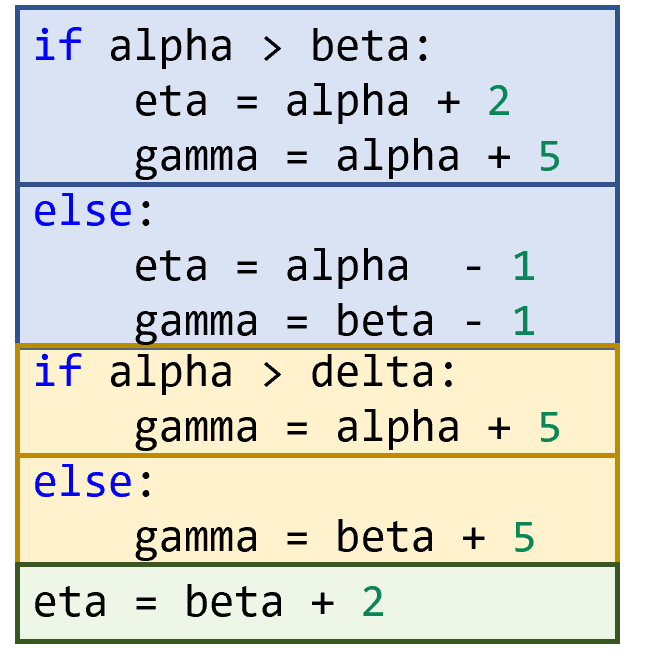 if alpha > beta:
    eta = alpha + 2
    gamma = alpha + 5
else:
    eta = alpha  - 1
    gamma = beta - 1
if alpha > delta:
    gamma = alpha + 5
else:
    gamma = beta + 5
eta = beta + 2